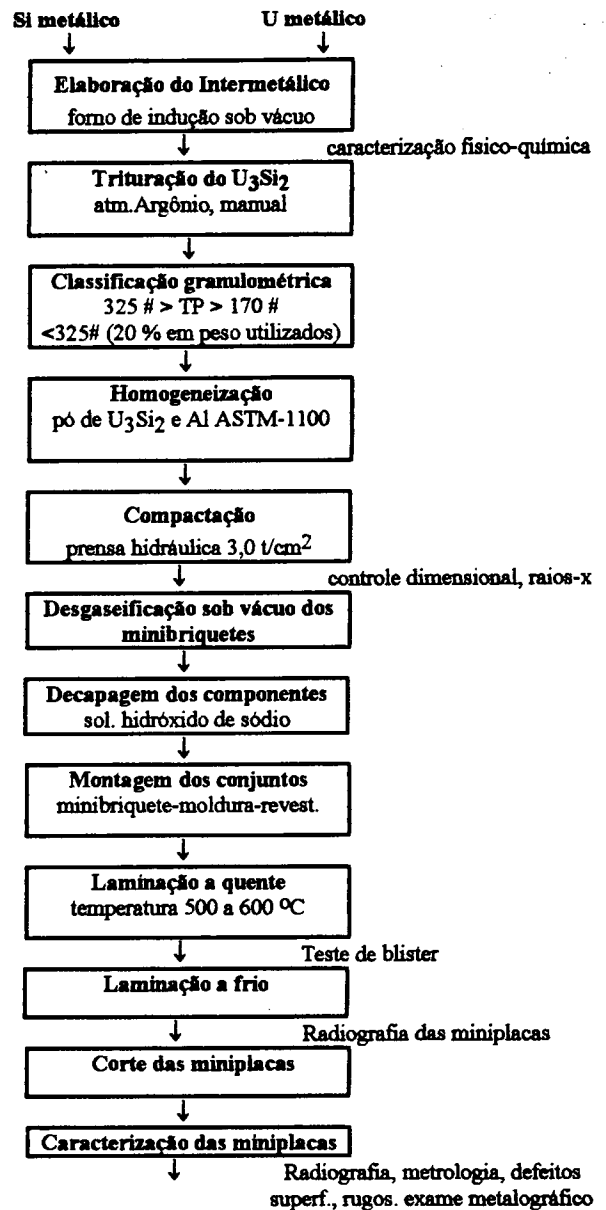 Si metálico U metálico
Elaboração do Intermetálico
forno de indução sob vácuo
caracterização fisico-química
Trituração do U₃Si₂
atm.Argônio, manual
Classificação granulométrica
325 # > TP > 170 #
<325# (20 % em peso utilizados)
Homogeneização
pó de U₃Si₂ e Al ASTM-1100
Compactação
prensa hidráulica 3,0 t/cm²
controle dimensional, raios-x
Desgaseificação sob vácuo dos
minibriquetes
Decapagem dos componentes
sol. hidróxido de sódio
Montagem dos conjuntos
minibriquete-moldura-revest.
Laminação a quente
temperatura 500 a 600 ºC
Teste de blister
Laminação a frio
Radiografia das miniplacas
Corte das miniplacas
Caracterização das miniplacas
Radiografia, metrologia, defeitos
superf., rugos. exame metalográfico